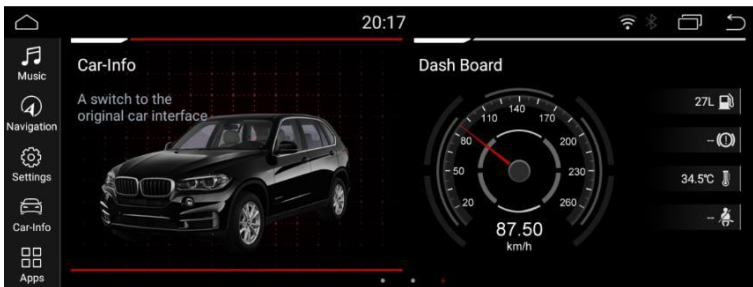 20:17
Music
Navigation
Settings
Car-Info
Apps
Car-Info
A switch to the
original car interface
Dash Board
20
50
80
110
140
170
200
230
260
87.50
km/h
27L
--
34.5℃
--